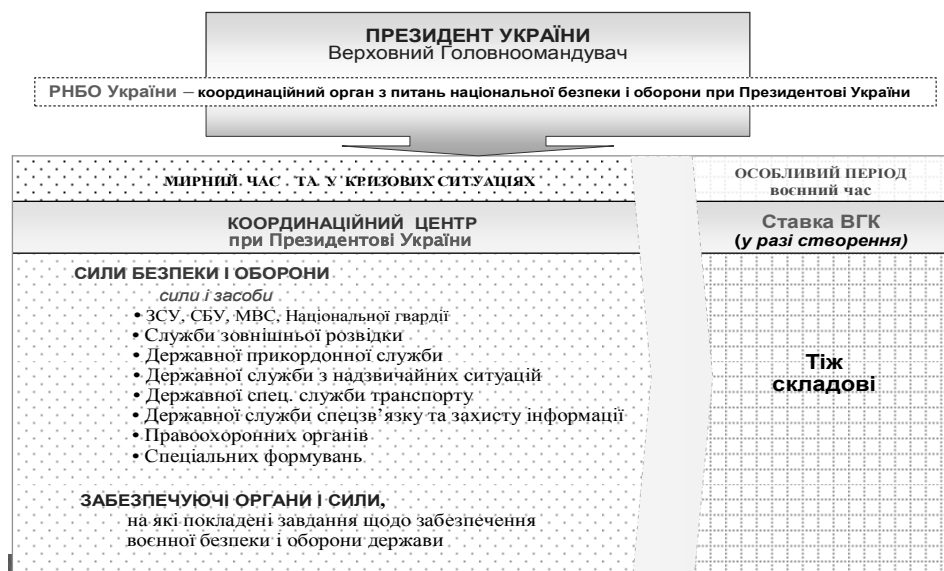 ПРЕЗИДЕНТ УКРАЇНИ
Верховний Головноомандувач
РНБО України – координаційний орган з питань національної безпеки і оборони при Президентові України
МИРНИЙ ЧАС ТА У КРИЗОВИХ СИТУАЦІЯХ
КООРДИНАЦІЙНИЙ ЦЕНТР
при Президентові України
СИЛИ БЕЗПЕКИ І ОБОРОНИ
сили і засоби
• ЗСУ, СБУ, МВС, Національної гвардії
• Служби зовнішньої розвідки
• Державної прикордонної служби
• Державної служби з надзвичайних ситуацій
• Державної спец. служби транспорту
• Державної служби спецзв’язку та захисту інформації
• Правоохоронних органів
• Спеціальних формувань
ЗАБЕЗПЕЧУЮЧІ ОРГАНИ І СИЛИ,
на які покладені завдання щодо забезпечення
воєнної безпеки і оборони держави
ОСОБЛИВИЙ ПЕРІОД
воєнний час
Ставка ВГК
(у разі створення)
Тіж
складові